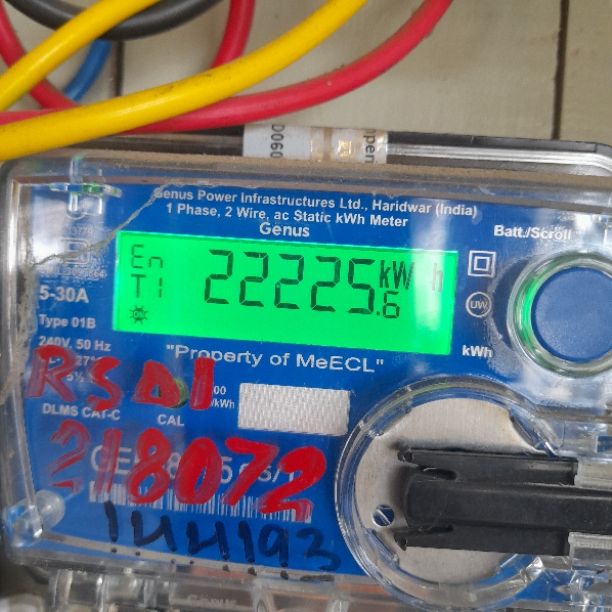 Genus Power Infrastructures Ltd., Haridwar (India)
1 Phase, 2 Wire, ac Static kWh Meter
Genus
Batt./Scroll
En
T1
22225.6
kWh
5-30A
Type 01B
240V, 50 Hz
UW
kWh
"Property of MeECL"
RSD1
DLMS CAT-C
CAL
218072
144193